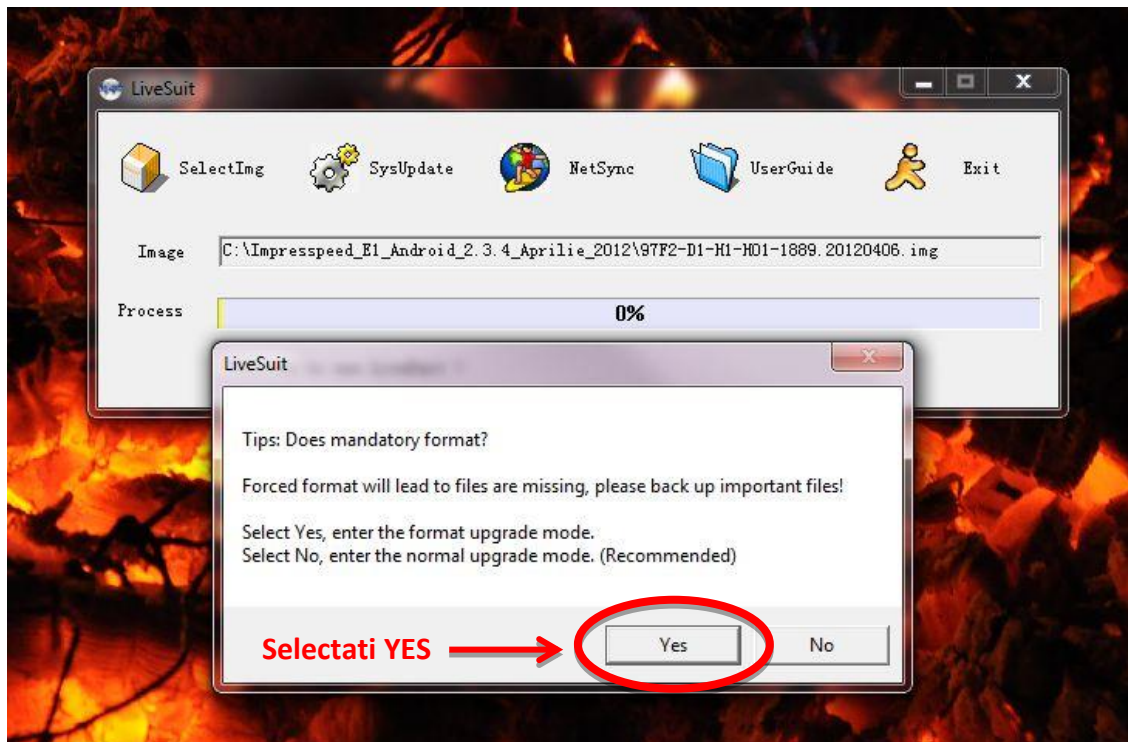 LiveSuit
SelectImg
SysUpdate
NetSync
UserGuide
Exit
Image
C:\Impresspeed_E1_Android_2.3.4_Aprilie_2012\97F2-D1-H1-H01-1889.20120406.img
Process
0%
LiveSuit
Tips: Does mandatory format?
Forced format will lead to files are missing, please back up important files!
Select Yes, enter the format upgrade mode.
Select No, enter the normal upgrade mode. (Recommended)
Selectati YES
Yes
No